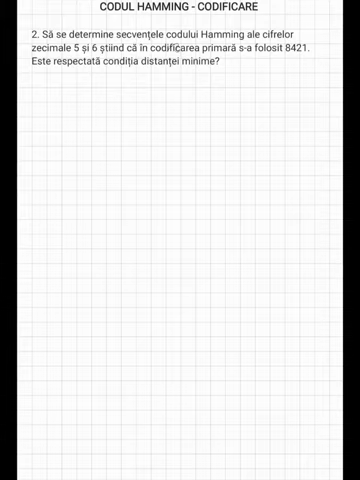 CODUL HAMMING - CODIFICARE
2. Să se determine secvențele codului Hamming ale cifrelor
zecimale 5 și 6 știind că în codificarea primară s-a folosit 8421.
Este respectată condiția distanței minime?